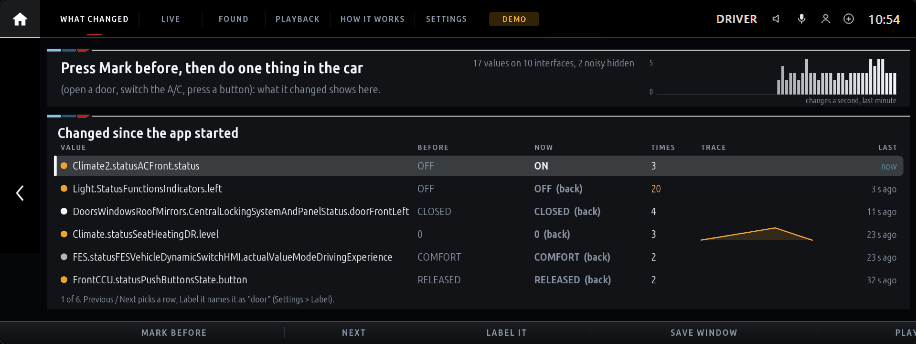 WHAT CHANGED LIVE FOUND PLAYBACK HOW IT WORKS SETTINGS DEMO DRIVER 10:54
Press Mark before, then do one thing in the car
(open a door, switch the A/C, press a button): what it changed shows here.
17 values on 10 interfaces, 2 noisy hidden
5
0
changes a second, last minute
Changed since the app started
VALUE BEFORE NOW TIMES TRACE LAST
Climate2.statusACFront.status OFF ON 3 now
Light.StatusFunctionsIndicators.left OFF OFF (back) 20 3 s ago
DoorsWindowsRoofMirrors.CentralLockingSystemAndPanelStatus.doorFrontLeft CLOSED CLOSED (back) 4 11 s ago
Climate.statusSeatHeatingDR.level 0 0 (back) 3 23 s ago
FES.statusFESVehicleDynamicSwitchHMI.actualValueModeDrivingExperience COMFORT COMFORT (back) 2 23 s ago
FrontCCU.statusPushButtonsState.button RELEASED RELEASED (back) 2 32 s ago
1 of 6. Previous / Next picks a row, Label it names it as "door" (Settings > Label).
MARK BEFORE NEXT LABEL IT SAVE WINDOW PLAY